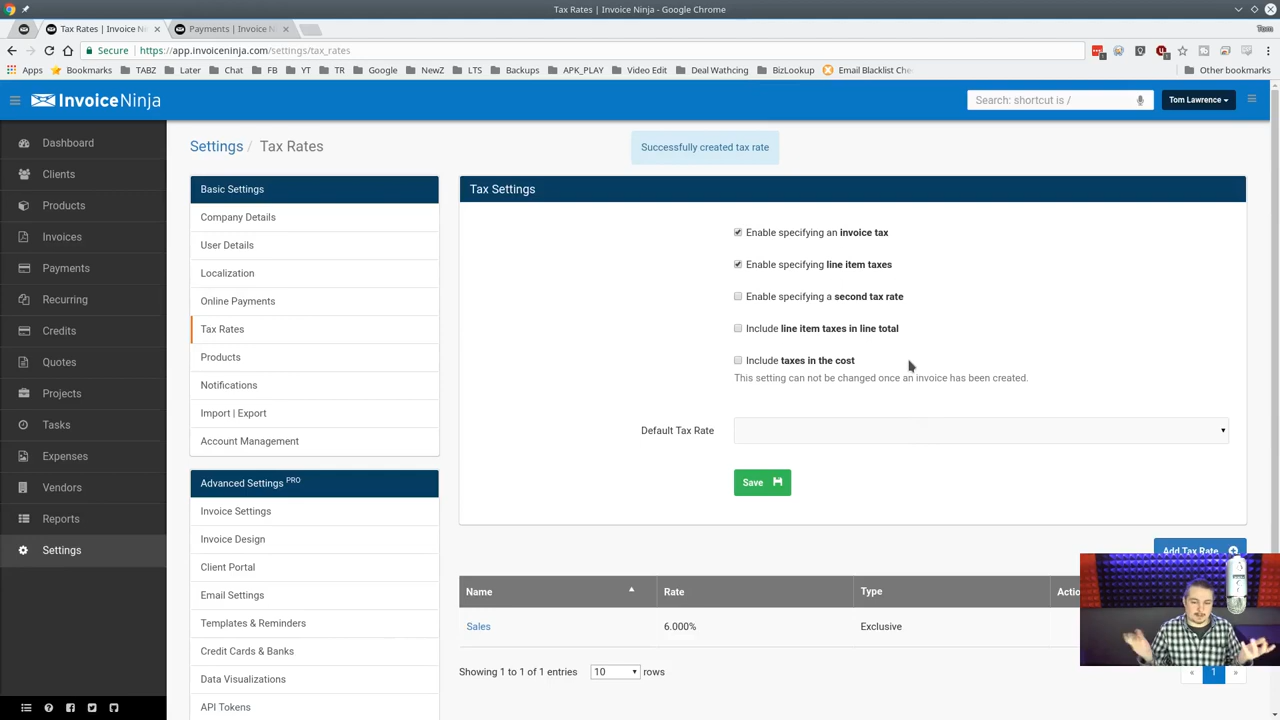 Tax Rates | Invoice Ninja - Google Chrome
Tax Rates | Invoice N
Payments | Invoice N
Tom
Secure
https://app.invoiceninja.com/settings/tax_rates
Apps
Bookmarks
TABZ
Later
Chat
FB
YT
TR
Google
NewZ
LTS
Backups
APK_PLAY
Video Edit
Deal Wathcing
BizLookup
Email Blacklist Che
Other bookmarks
InvoiceNinja
Search: shortcut is /
Tom Lawrence
Dashboard
Clients
Products
Invoices
Payments
Recurring
Credits
Quotes
Projects
Tasks
Expenses
Vendors
Reports
Settings
Settings / Tax Rates
Successfully created tax rate
Basic Settings
Company Details
User Details
Localization
Online Payments
Tax Rates
Products
Notifications
Import | Export
Account Management
Advanced Settings PRO
Invoice Settings
Invoice Design
Client Portal
Email Settings
Templates & Reminders
Credit Cards & Banks
Data Visualizations
API Tokens
Tax Settings
Enable specifying an invoice tax
Enable specifying line item taxes
Enable specifying a second tax rate
Include line item taxes in line total
Include taxes in the cost
This setting can not be changed once an invoice has been created.
Default Tax Rate
Save
Add Tax Rate
Name Rate Type Actio
Sales 6.000% Exclusive
Showing 1 to 1 of 1 entries 10 rows
« 1 »